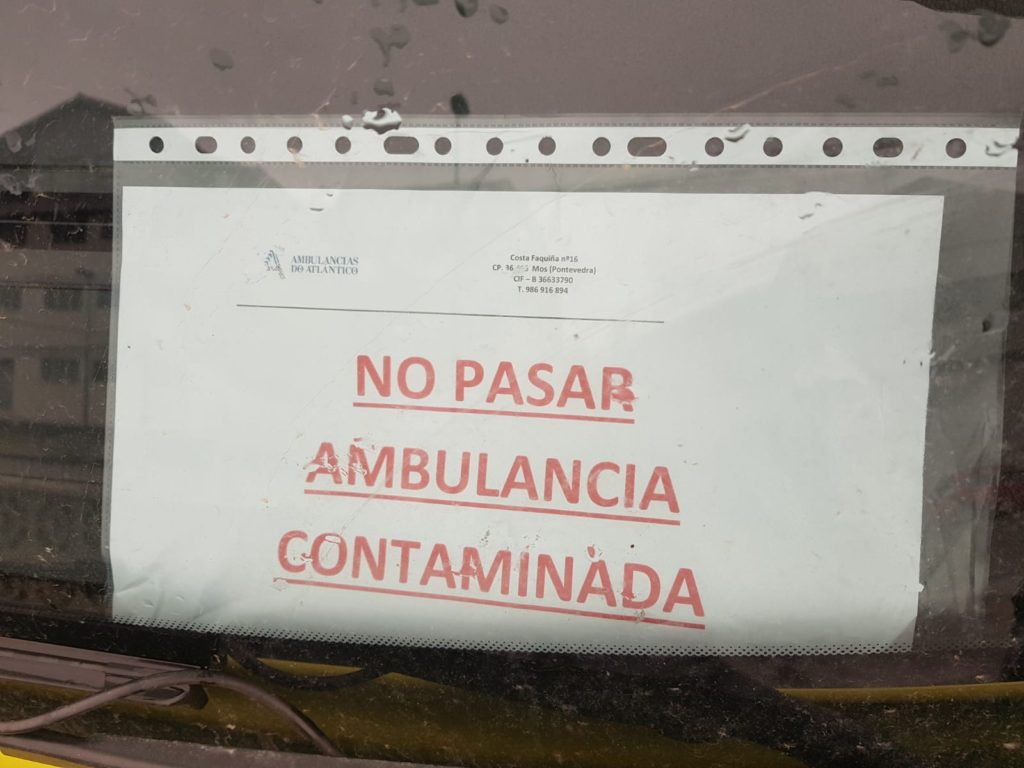 AMBULANCIAS
DO ATLÁNTICO
Costa Faquiña nº16
CP. 36 Mos (Pontevedra)
CIF – B 36633790
T. 986 916 894
NO PASAR
AMBULANCIA
CONTAMINADA